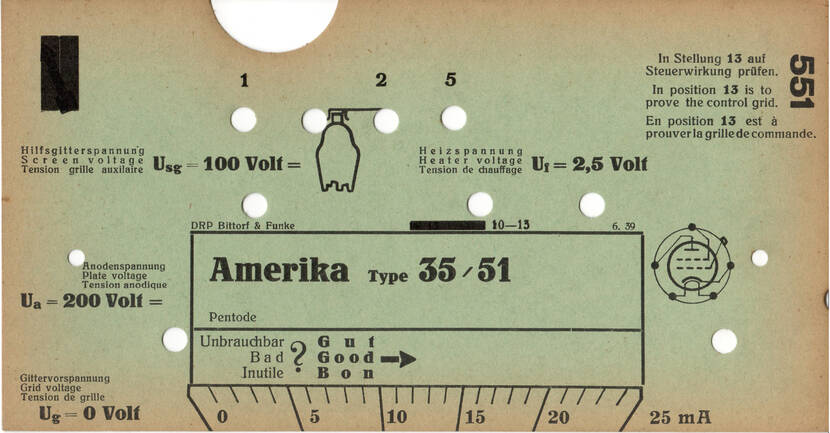 1 2 5
In Stellung 13 auf
Steuerwirkung prüfen.
In position 13 is to
prove the control grid.
En position 13 est à
prouver la grille de commande.
551
Hilfsgitterspannung
Screen voltage
Tension grille auxilaire
Usg = 100 Volt =
Heizspannung
Heater voltage
Tension de chauffage
Uf = 2,5 Volt
DRP Bittorf & Funke
10—13
6. 39
Anodenspannung
Plate voltage
Tension anodique
Ua = 200 Volt =
Amerika Type 35/51
Pentode
Unbrauchbar ? Gut
Bad Good
Inutile Bon
Gittervorspannung
Grid voltage
Tension de grille
Ug = 0 Volt
0 5 10 15 20 25 mA